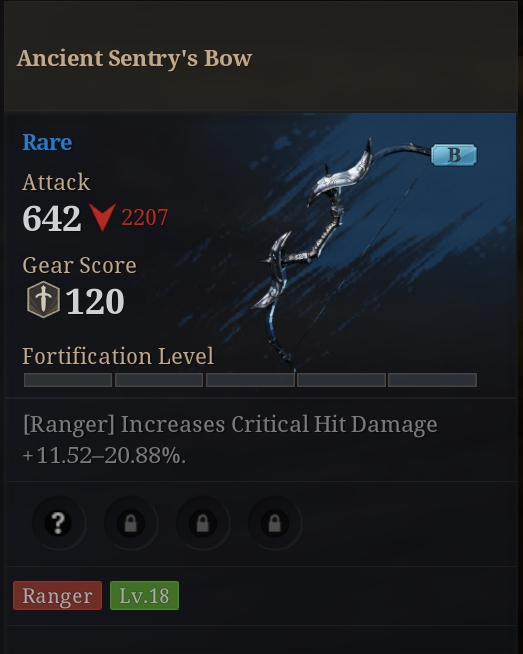 Ancient Sentry's Bow
Rare
B
Attack
642 2207
Gear Score
120
Fortification Level
[Ranger] Increases Critical Hit Damage
+11.52–20.88%.
?
Ranger Lv.18